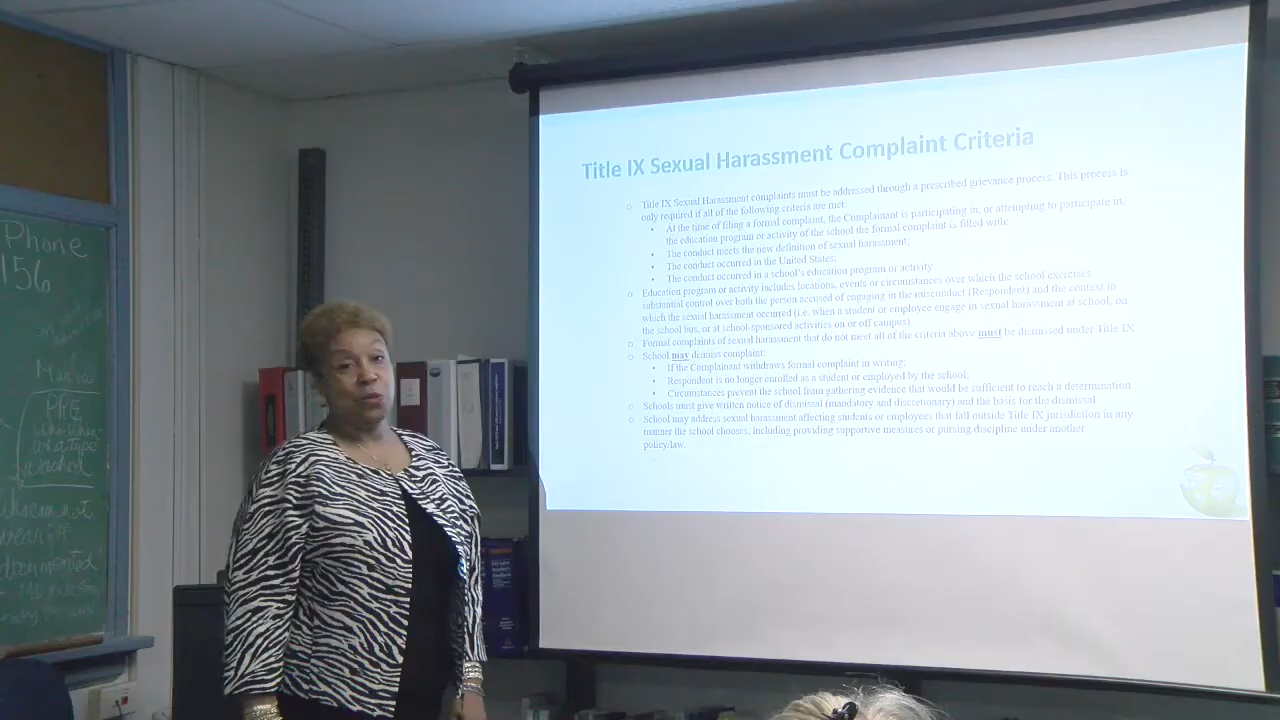 Phone
156
Title IX Sexual Harassment Complaint Criteria
Title IX Sexual Harassment complaints must be addressed through a prescribed grievance process. This process is
only required if all of the following criteria are met:
At the time of filing a formal complaint, the Complainant is participating in, or attempting to participate in,
the education program or activity of the school the formal complaint is filled with;
The conduct meets the new definition of sexual harassment;
The conduct occurred in the United States;
The conduct occurred in a school's education program or activity
Education program or activity includes locations, events or circumstances over which the school exercises
substantial control over both the person accused of engaging in the misconduct (Respondent) and the context in
which the sexual harassment occurred (i.e. when a student or employee engage in sexual harassment at school, on
the school bus, or at school-sponsored activities on or off campus).
Formal complaints of sexual harassment that do not meet all of the criteria above must be dismissed under Title IX
School may dismiss complaint:
If the Complainant withdraws formal complaint in writing;
Respondent is no longer enrolled as a student or employed by the school;
Circumstances prevent the school from gathering evidence that would be sufficient to reach a determination
Schools must give written notice of dismissal (mandatory and discretionary) and the basis for the dismissal
School may address sexual harassment affecting students or employees that fall outside Title IX jurisdiction in any
manner the school chooses, including providing supportive measures or pursing discipline under another
policy/law.
PPE